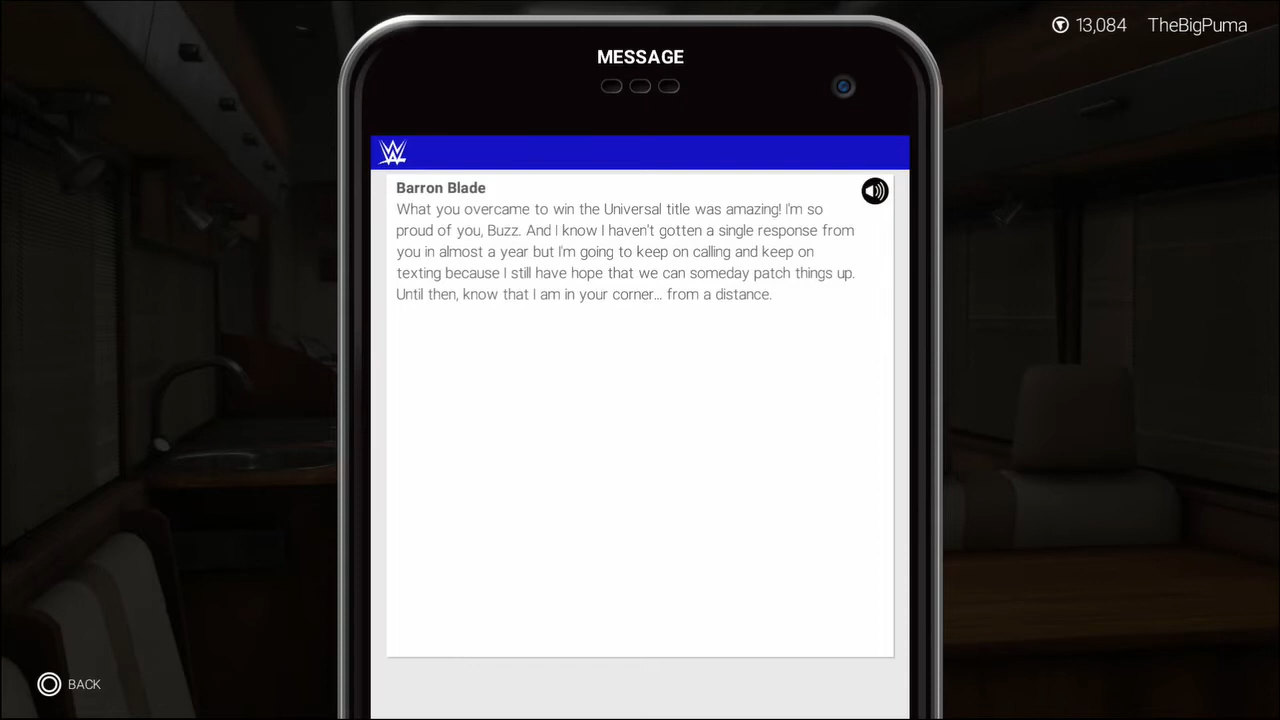 13,084 TheBigPuma
MESSAGE
Barron Blade
What you overcame to win the Universal title was amazing! I'm so
proud of you, Buzz. And I know I haven't gotten a single response from
you in almost a year but I'm going to keep on calling and keep on
texting because I still have hope that we can someday patch things up.
Until then, know that I am in your corner... from a distance.
BACK